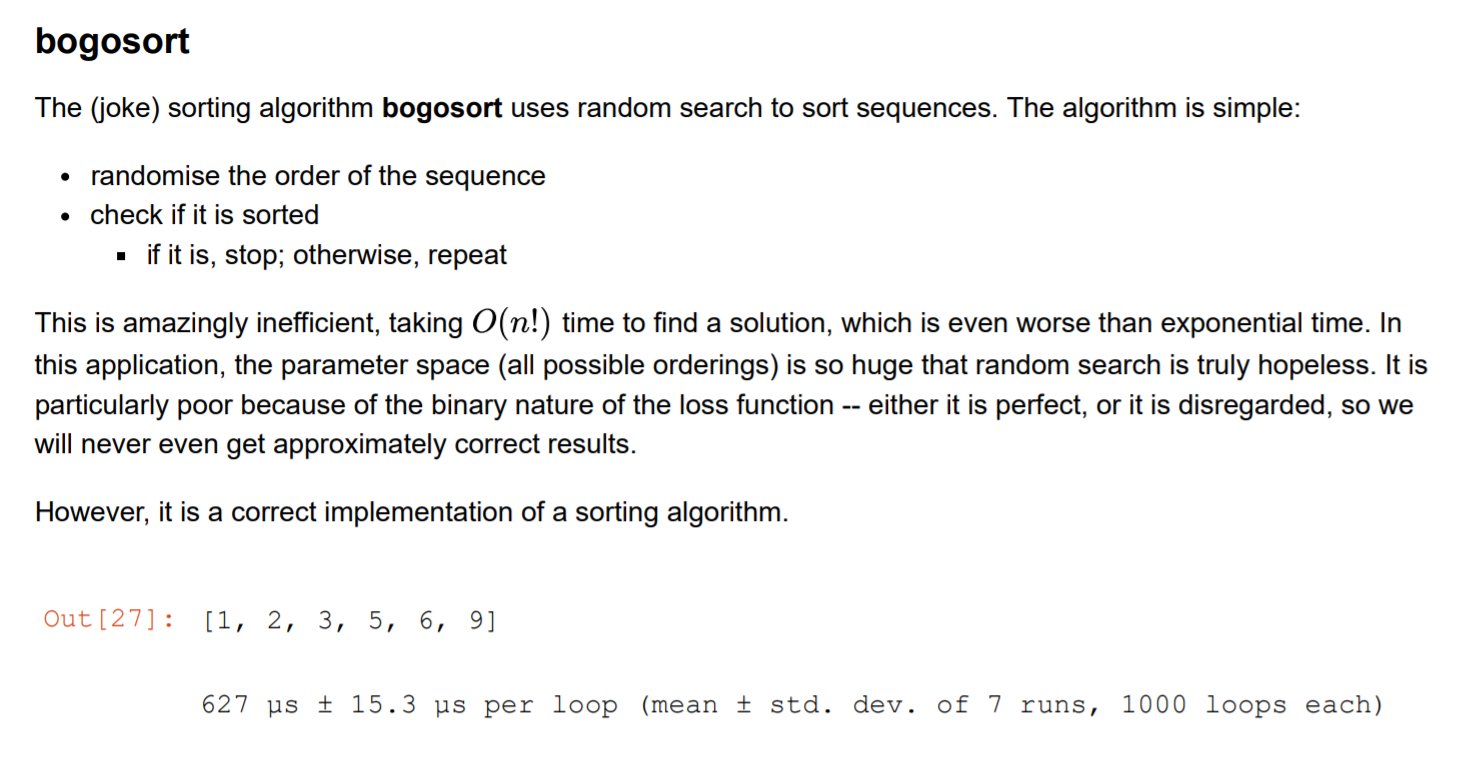 bogosort
The (joke) sorting algorithm bogosort uses random search to sort sequences. The algorithm is simple:
• randomise the order of the sequence
• check if it is sorted
▪ if it is, stop; otherwise, repeat
This is amazingly inefficient, taking O(n!) time to find a solution, which is even worse than exponential time. In
this application, the parameter space (all possible orderings) is so huge that random search is truly hopeless. It is
particularly poor because of the binary nature of the loss function -- either it is perfect, or it is disregarded, so we
will never even get approximately correct results.
However, it is a correct implementation of a sorting algorithm.
Out[27]: [1, 2, 3, 5, 6, 9]
627 µs ± 15.3 µs per loop (mean ± std. dev. of 7 runs, 1000 loops each)